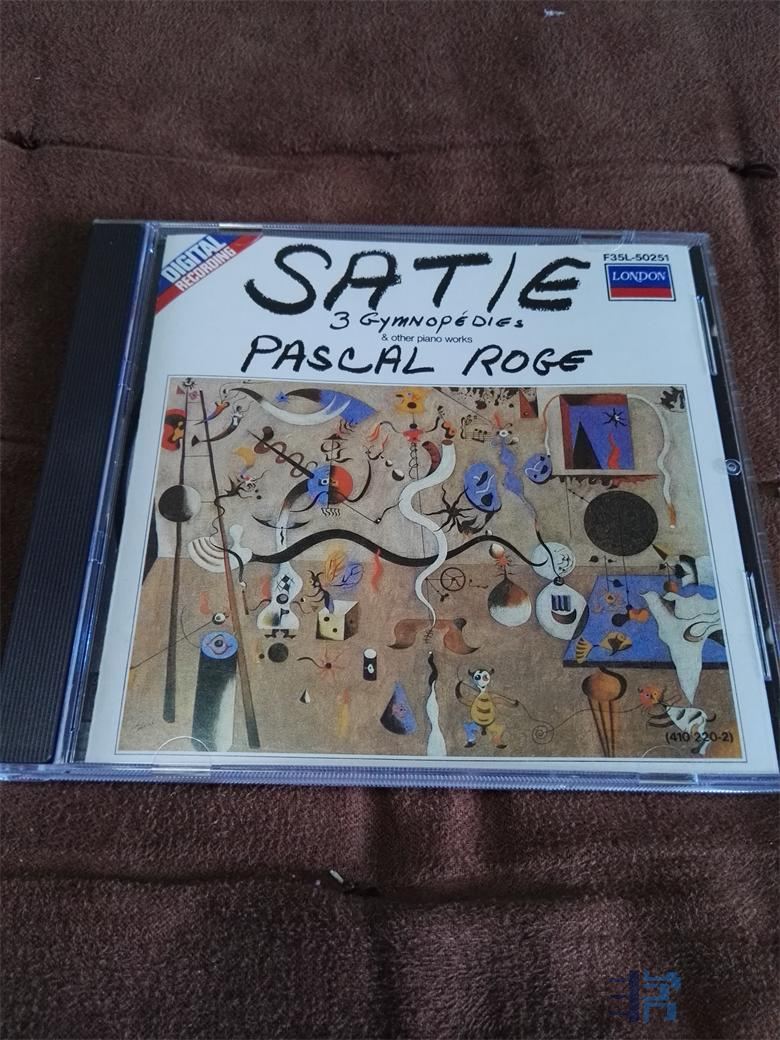 DIGITAL
RECORDING
SATIE
F35L-50251
LONDON
3 GYMNOPÉDIES
& other piano works
PASCAL ROGE
(410 220-2)